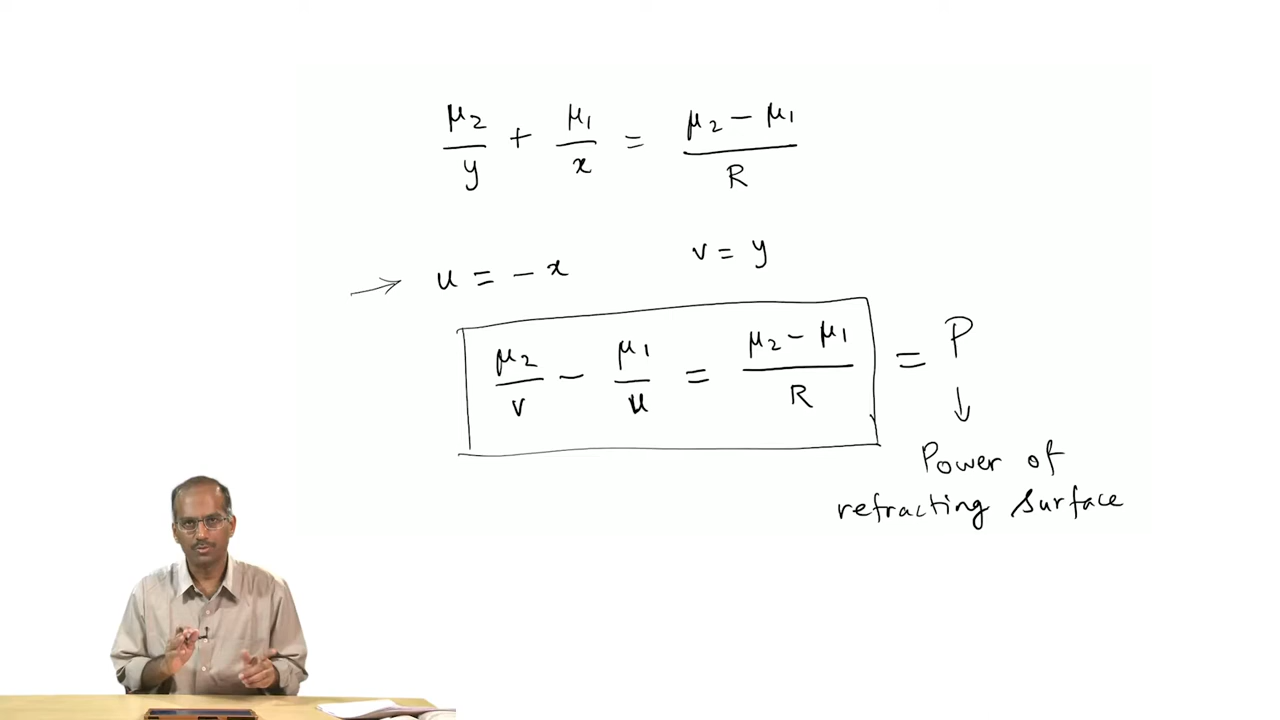 μ₂/y + μ₁/x = (μ₂ − μ₁)/R
→ u = −x v = y
μ₂/v − μ₁/u = (μ₂ − μ₁)/R = P
↓
Power of
refracting surface